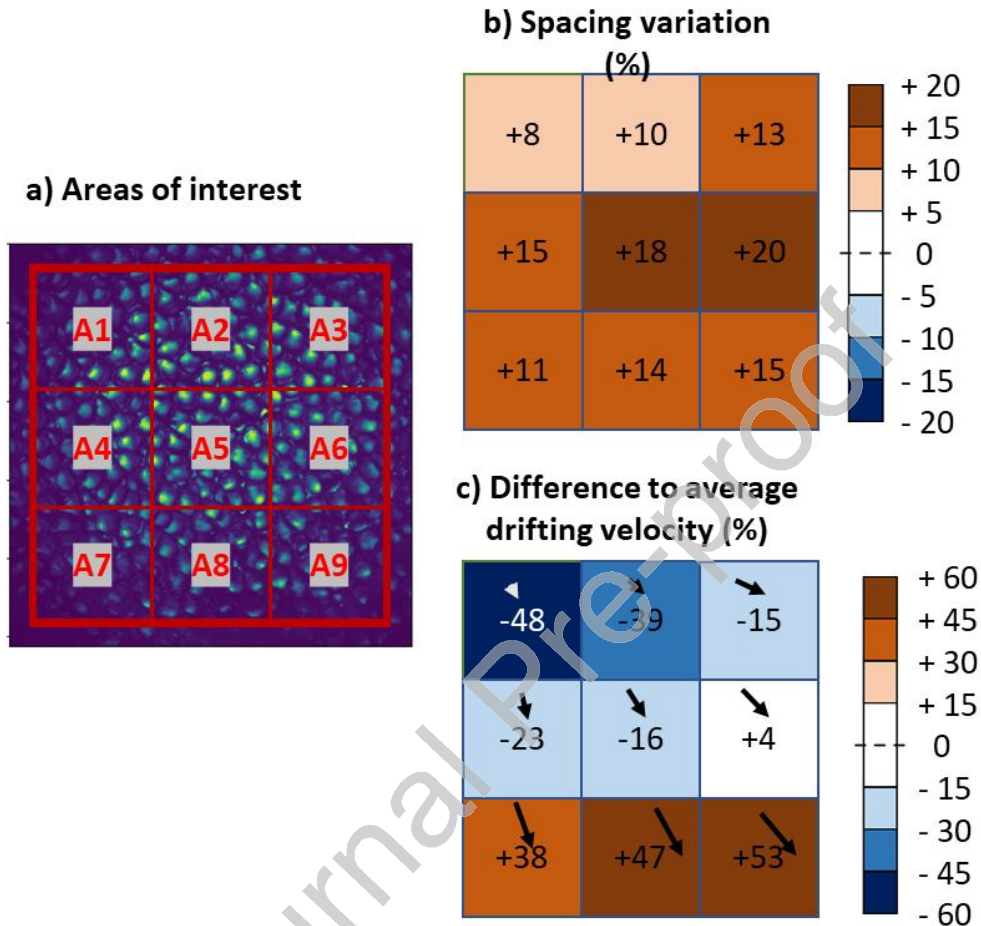 b) Spacing variation
(%)
+8
+10
+13
+15
+18
+20
+11
+14
+15
+ 20
+ 15
+ 10
+ 5
0
- 5
- 10
- 15
- 20
a) Areas of interest
A1
A2
A3
A4
A5
A6
A7
A8
A9
c) Difference to average
drifting velocity (%)
-48
-39
-15
-23
-16
+4
+38
+47
+53
+ 60
+ 45
+ 30
+ 15
0
- 15
- 30
- 45
- 60
urnal Pre-proof